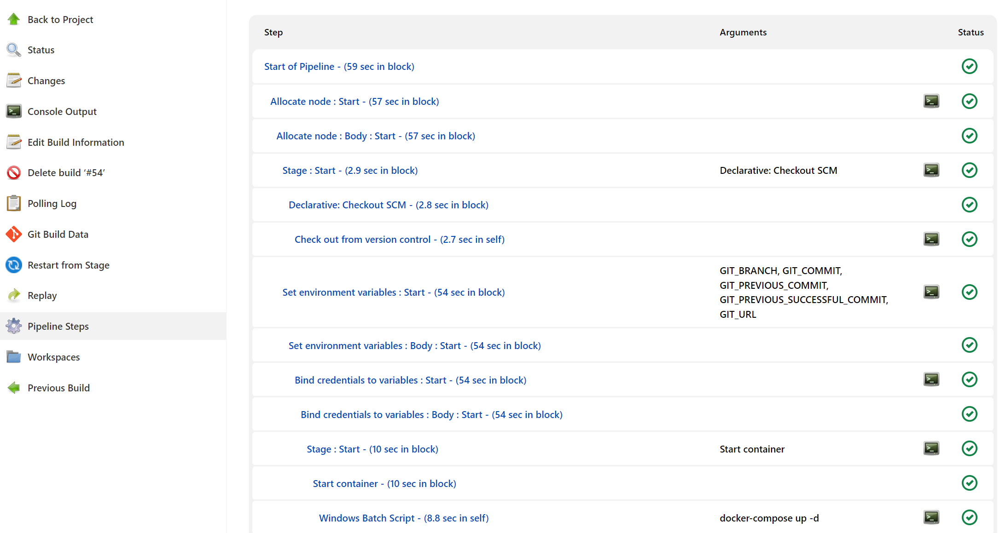 Back to Project
Status
Changes
Console Output
Edit Build Information
Delete build ‘#54’
Polling Log
Git Build Data
Restart from Stage
Replay
Pipeline Steps
Workspaces
Previous Build
Step Arguments Status
Start of Pipeline - (59 sec in block)
Allocate node : Start - (57 sec in block)
Allocate node : Body : Start - (57 sec in block)
Stage : Start - (2.9 sec in block) Declarative: Checkout SCM
Declarative: Checkout SCM - (2.8 sec in block)
Check out from version control - (2.7 sec in self)
Set environment variables : Start - (54 sec in block)
GIT_BRANCH, GIT_COMMIT,
GIT_PREVIOUS_COMMIT,
GIT_PREVIOUS_SUCCESSFUL_COMMIT,
GIT_URL
Set environment variables : Body : Start - (54 sec in block)
Bind credentials to variables : Start - (54 sec in block)
Bind credentials to variables : Body : Start - (54 sec in block)
Stage : Start - (10 sec in block) Start container
Start container - (10 sec in block)
Windows Batch Script - (8.8 sec in self) docker-compose up -d